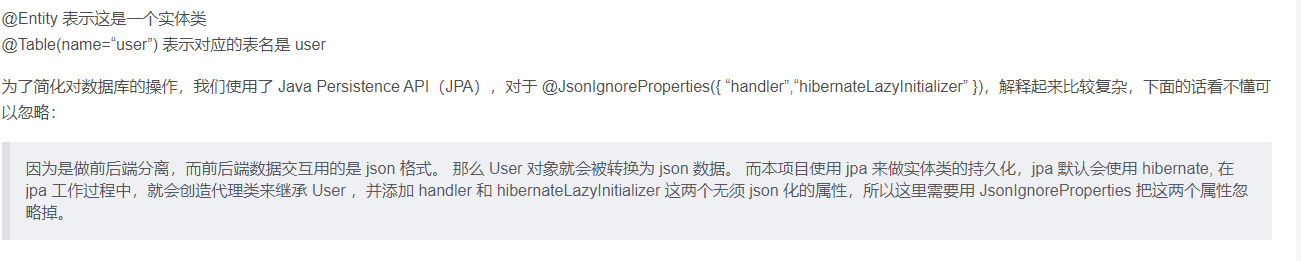 @Entity 表示这是一个实体类
@Table(name=“user”) 表示对应的表名是 user
为了简化对数据库的操作，我们使用了 Java Persistence API（JPA），对于 @JsonIgnoreProperties({ “handler”,“hibernateLazyInitializer” })，解释起来比较复杂，下面的话看不懂可
以忽略：
因为是做前后端分离，而前后端数据交互用的是 json 格式。 那么 User 对象就会被转换为 json 数据。 而本项目使用 jpa 来做实体类的持久化，jpa 默认会使用 hibernate, 在
jpa 工作过程中，就会创造代理类来继承 User ，并添加 handler 和 hibernateLazyInitializer 这两个无须 json 化的属性，所以这里需要用 JsonIgnoreProperties 把这两个属性忽
略掉。